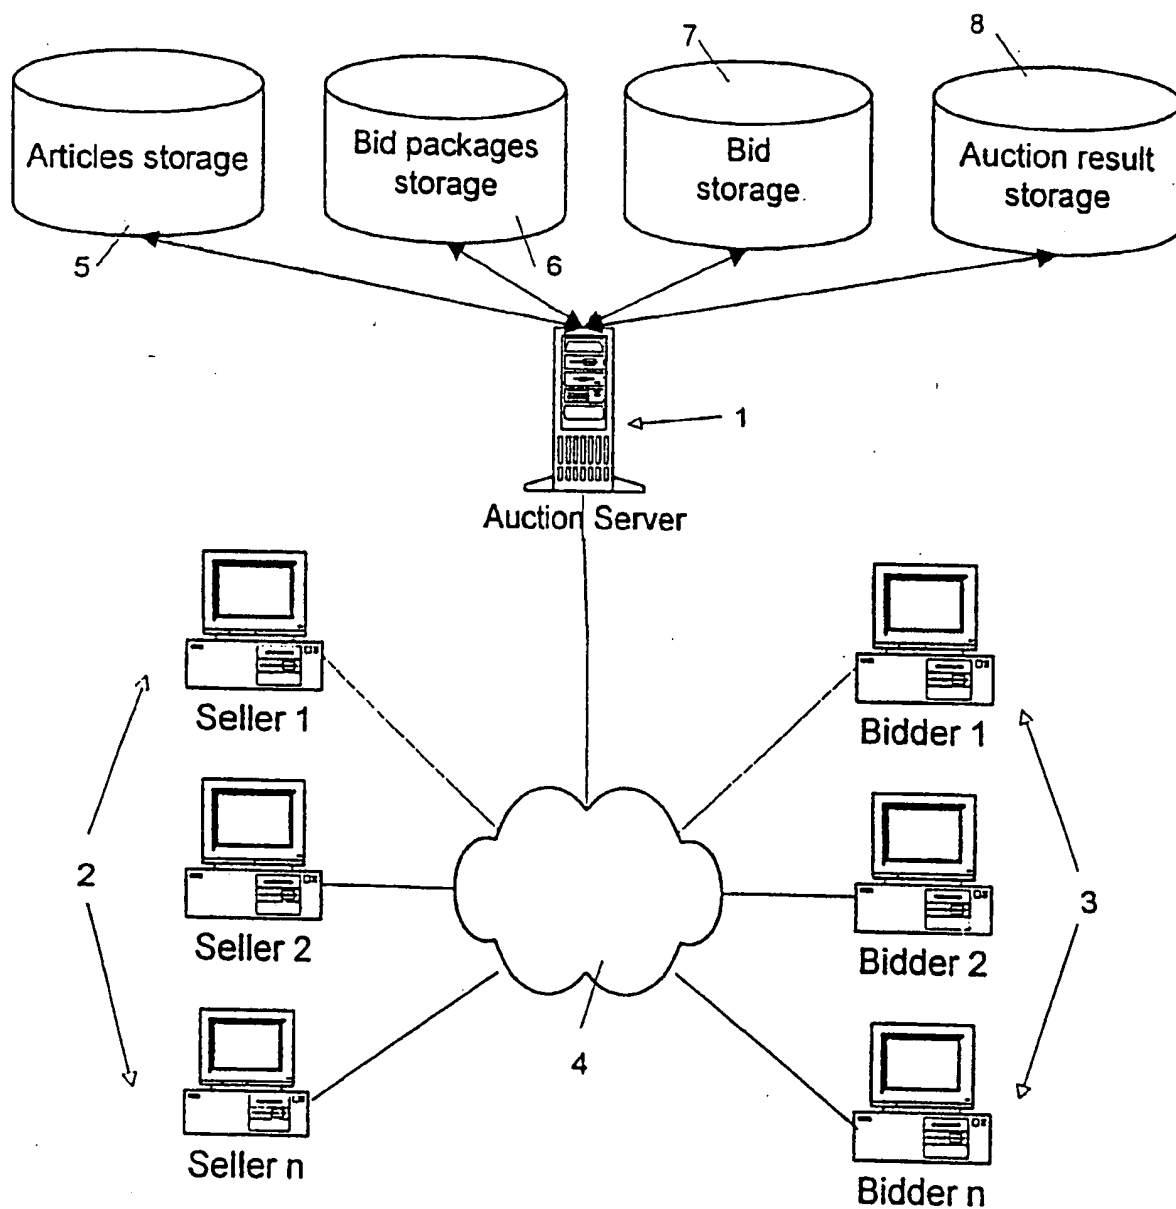 7
8
Articles storage
Bid packages
storage
Bid
storage
Auction result
storage
5
6
1
Auction Server
Seller 1
Bidder 1
2
3
Seller 2
Bidder 2
4
Seller n
Bidder n